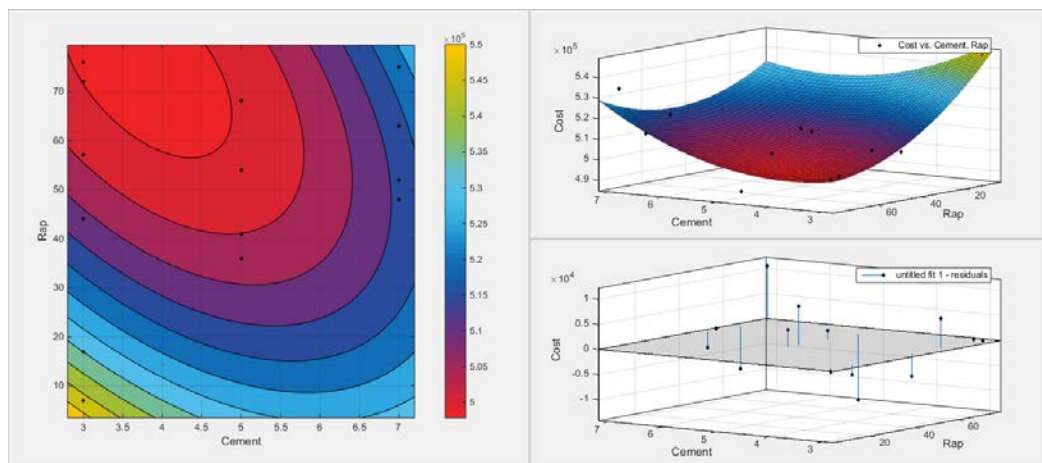 × 10⁵
5.5
5.45
5.4
5.35
5.3
5.25
5.2
5.15
5.1
5.05
5
70
60
50
40
30
20
10
Rap
3 3.5 4 4.5 5 5.5 6 6.5 7
Cement
Cost vs. Cement, Rap
× 10⁵
5.4
5.3
5.2
5.1
5
4.9
Cost
7 6 5 4 3
Cement
60 40 20
Rap
untitled fit 1 - residuals
× 10⁴
1
0.5
0
-0.5
-1
Cost
7 6 5 4 3
Cement
20 40 60
Rap